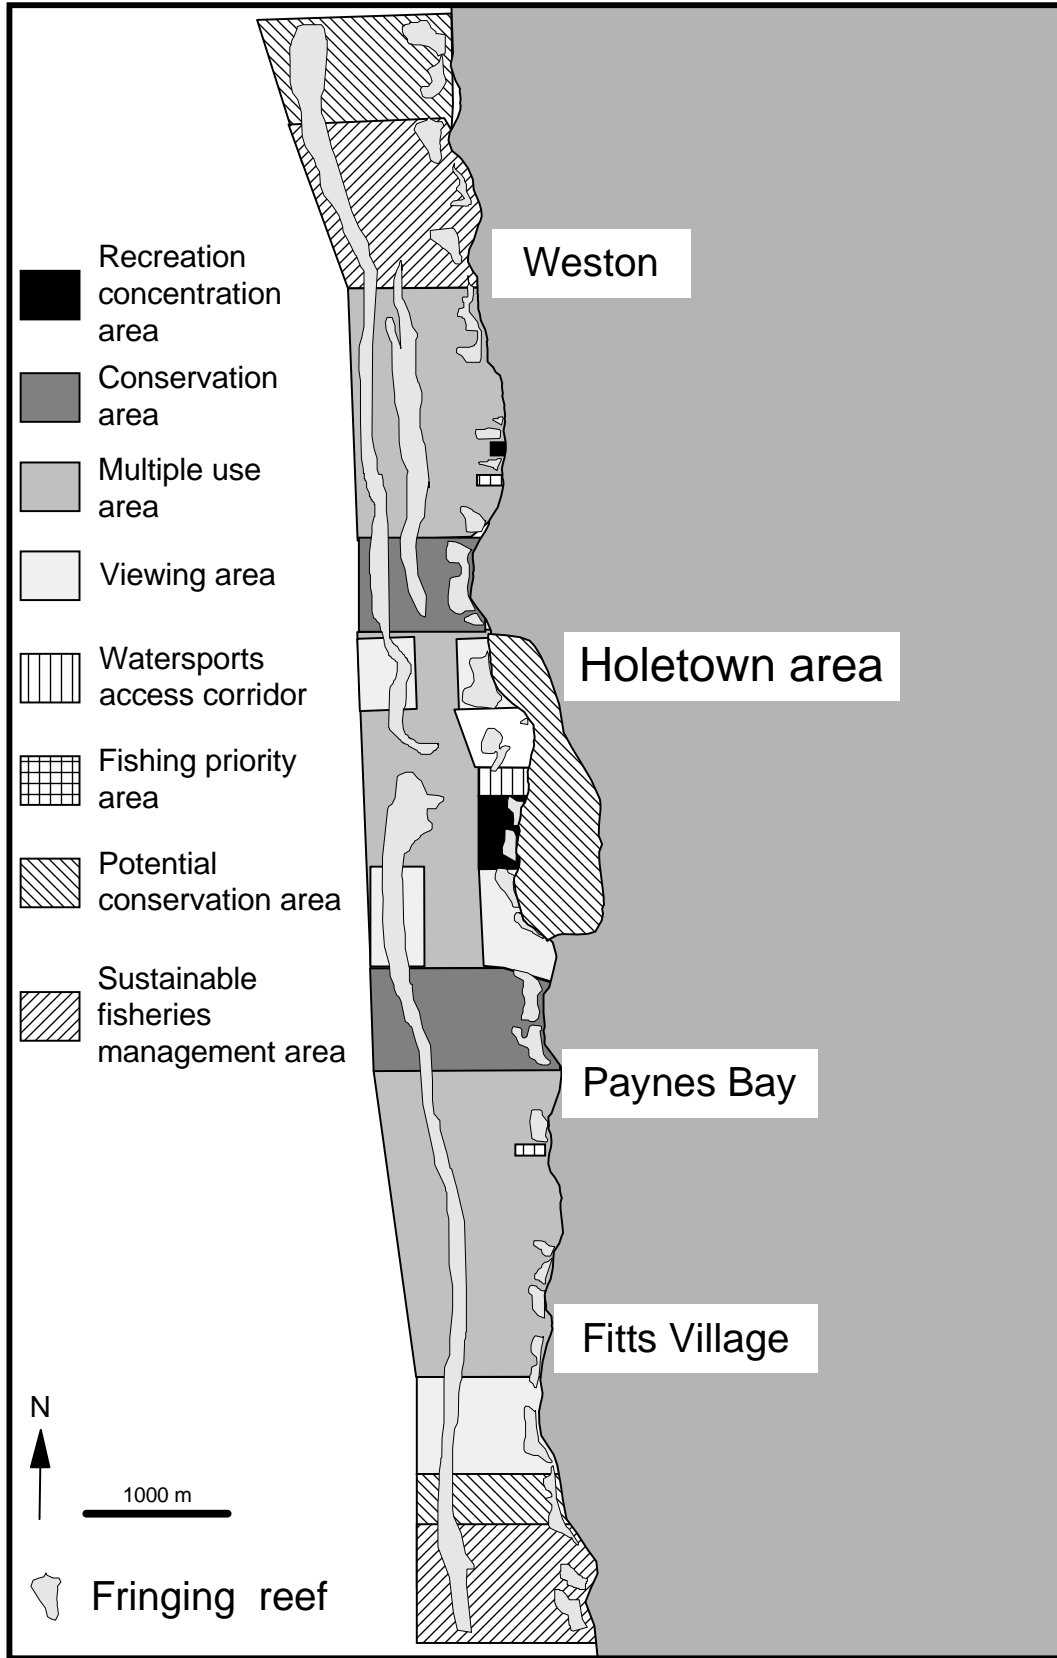 Weston
Recreation
concentration
area
Conservation
area
Multiple use
area
Viewing area
Watersports
access corridor
Holetown area
Fishing priority
area
Potential
conservation area
Sustainable
fisheries
management area
Paynes Bay
Fitts Village
N
1000 m
Fringing reef